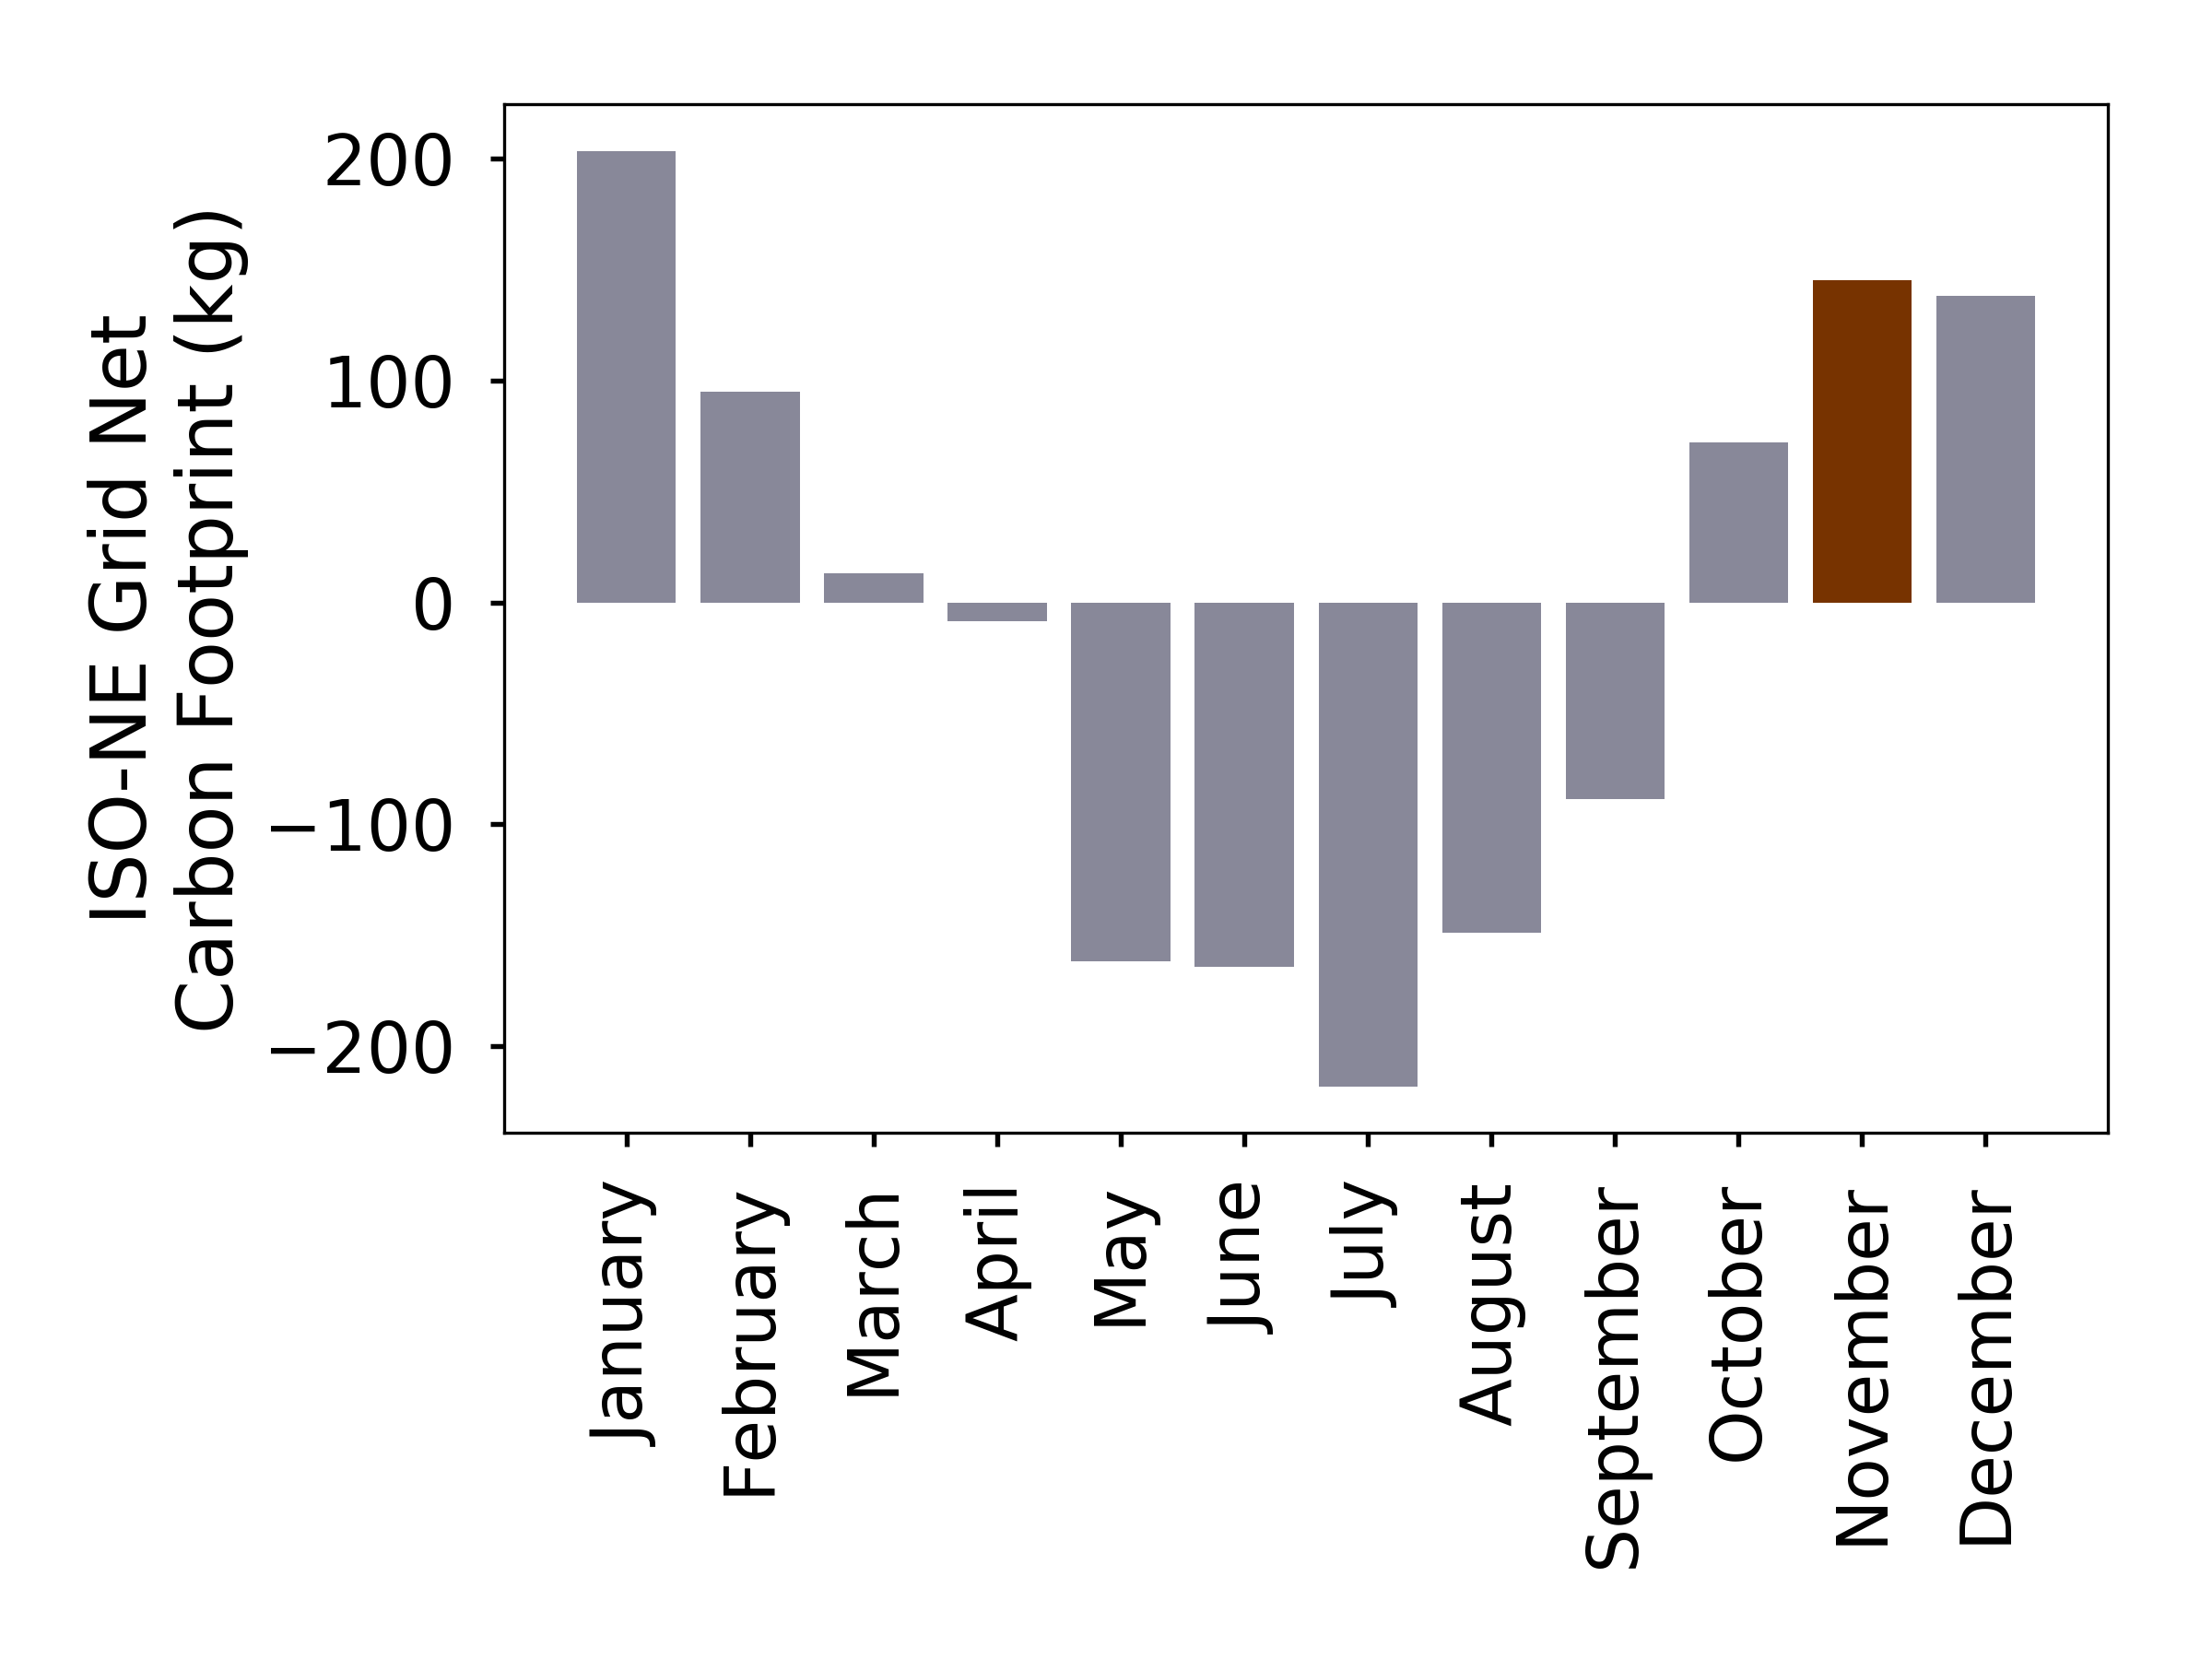 ISO-NE Grid Net
Carbon Footprint (kg)
200
100
0
−100
−200
January
February
March
April
May
June
July
August
September
October
November
December